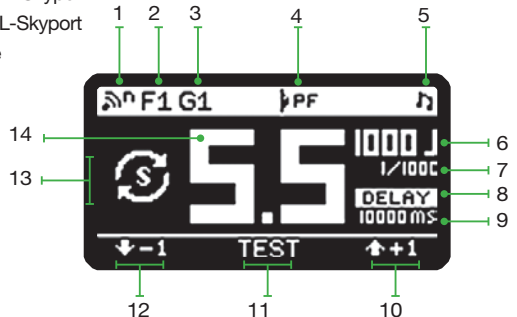 L-Skyport
1 2 3 4 5
n F1 G1 PF
14 5.5 1000 J 6
1/1000 7
13 S DELAY 8
10000 MS 9
-1 TEST +1
12 11 10